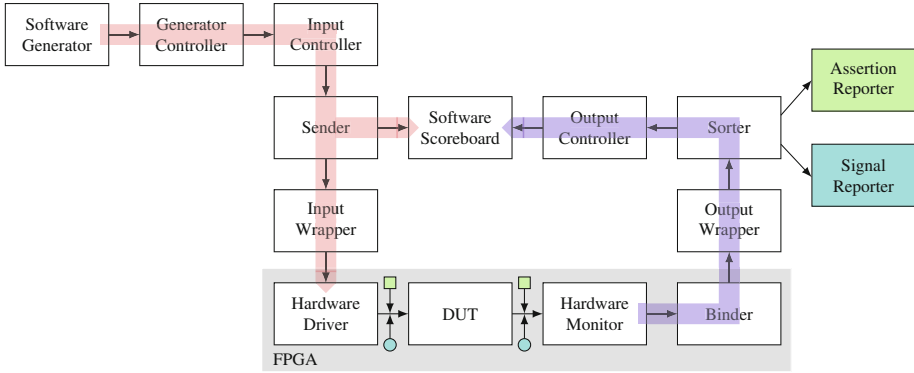 Software
Generator
Generator
Controller
Input
Controller
Sender
Software
Scoreboard
Output
Controller
Sorter
Assertion
Reporter
Signal
Reporter
Input
Wrapper
Output
Wrapper
Hardware
Driver
DUT
Hardware
Monitor
Binder
FPGA